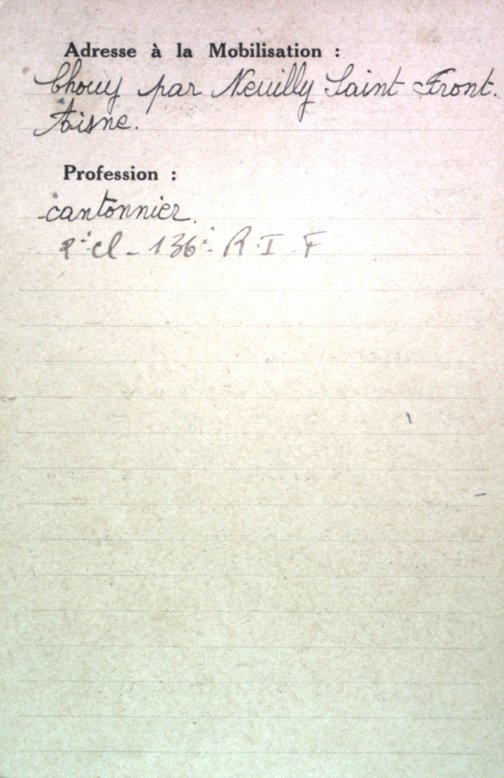 Adresse à la Mobilisation :
Chouy par Neuilly Saint Front.
Aisne.
Profession :
cantonnier.
2e cl - 136e R.I.F